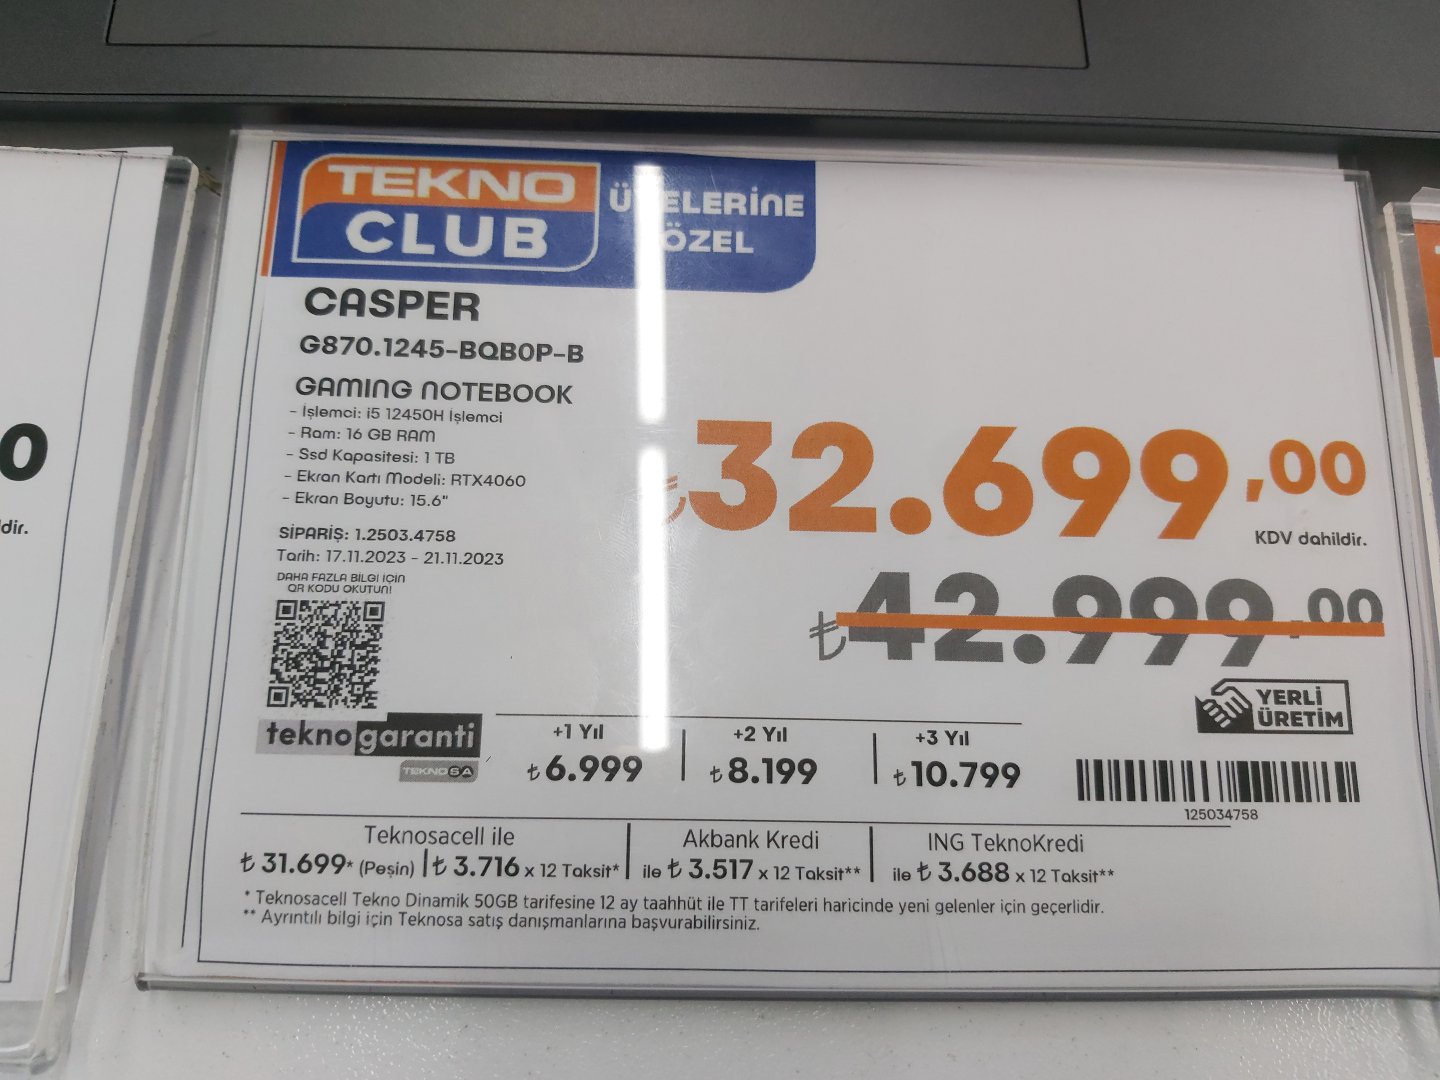 TEKNO
CLUB
ÜYELERİNE
ÖZEL
CASPER
G870.1245-BQB0P-B
GAMING NOTEBOOK
- İşlemci: i5 12450H İşlemci
- Ram: 16 GB RAM
- Ssd Kapasitesi: 1 TB
- Ekran Kartı Modeli: RTX4060
- Ekran Boyutu: 15.6"
SİPARİŞ: 1.2503.4758
Tarih: 17.11.2023 - 21.11.2023
DAHA FAZLA BİLGİ İÇİN
QR KODU OKUTUN!
₺32.699,00
KDV dahildir.
₺42.999,00
YERLİ
ÜRETİM
teknogaranti
TEKNOSA
+1 Yıl
₺6.999
+2 Yıl
₺8.199
+3 Yıl
₺10.799
125034758
Teknosacell ile
₺ 31.699* (Peşin) | ₺ 3.716 x 12 Taksit*
Akbank Kredi
ile ₺ 3.517 x 12 Taksit**
ING TeknoKredi
ile ₺ 3.688 x 12 Taksit**
* Teknosacell Tekno Dinamik 50GB tarifesine 12 ay taahhüt ile TT tarifeleri haricinde yeni gelenler için geçerlidir.
** Ayrıntılı bilgi için Teknosa satış danışmanlarına başvurabilirsiniz.
0
dir.